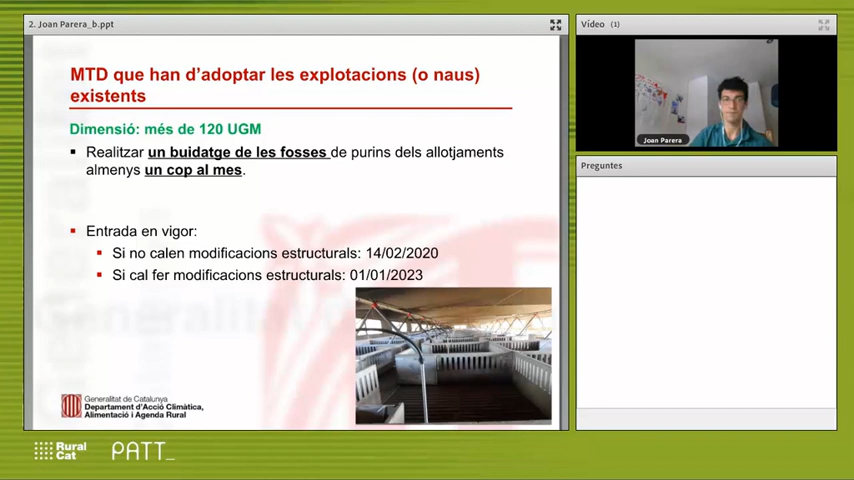 2. Joan Parera_b.ppt
MTD que han d'adoptar les explotacions (o naus)
existents
Dimensió: més de 120 UGM
▪ Realitzar un buidatge de les fosses de purins dels allotjaments
almenys un cop al mes.
▪ Entrada en vigor:
▪ Si no calen modificacions estructurals: 14/02/2020
▪ Si cal fer modificacions estructurals: 01/01/2023
Generalitat de Catalunya
Departament d'Acció Climàtica,
Alimentació i Agenda Rural
Vídeo (1)
Joan Parera
Preguntes
Rural
Cat
PATT_